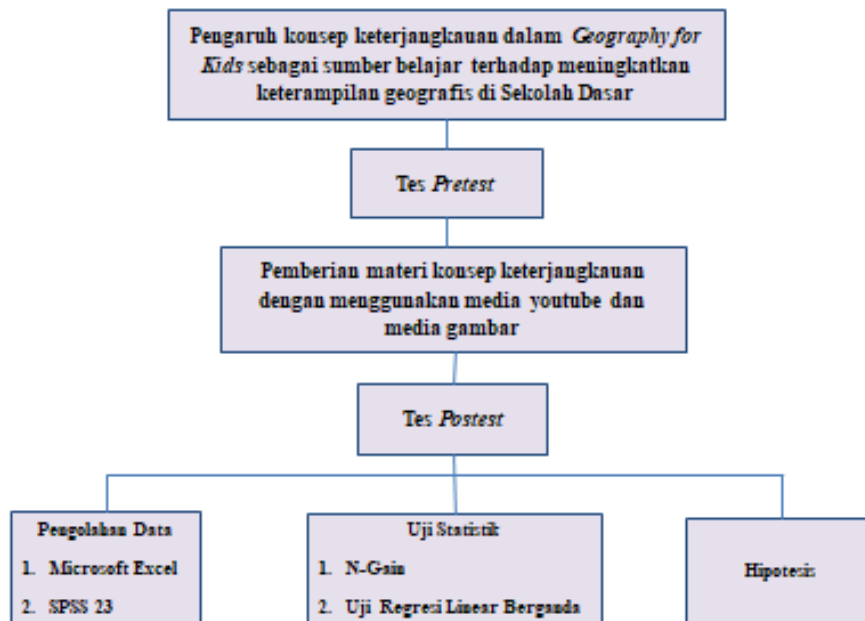 Pengaruh konsep keterjangkauan dalam Geography for
Kids sebagai sumber belajar terhadap meningkatkan
keterampilan geografis di Sekolah Dasar
Tes Pretest
Pemberian materi konsep keterjangkauan
dengan menggunakan media youtube dan
media gambar
Tes Postest
Pengolahan Data
1. Microsoft Excel
2. SPSS 23
Uji Statistik
1. N-Gain
2. Uji Regresi Linear Berganda
Hipotesis